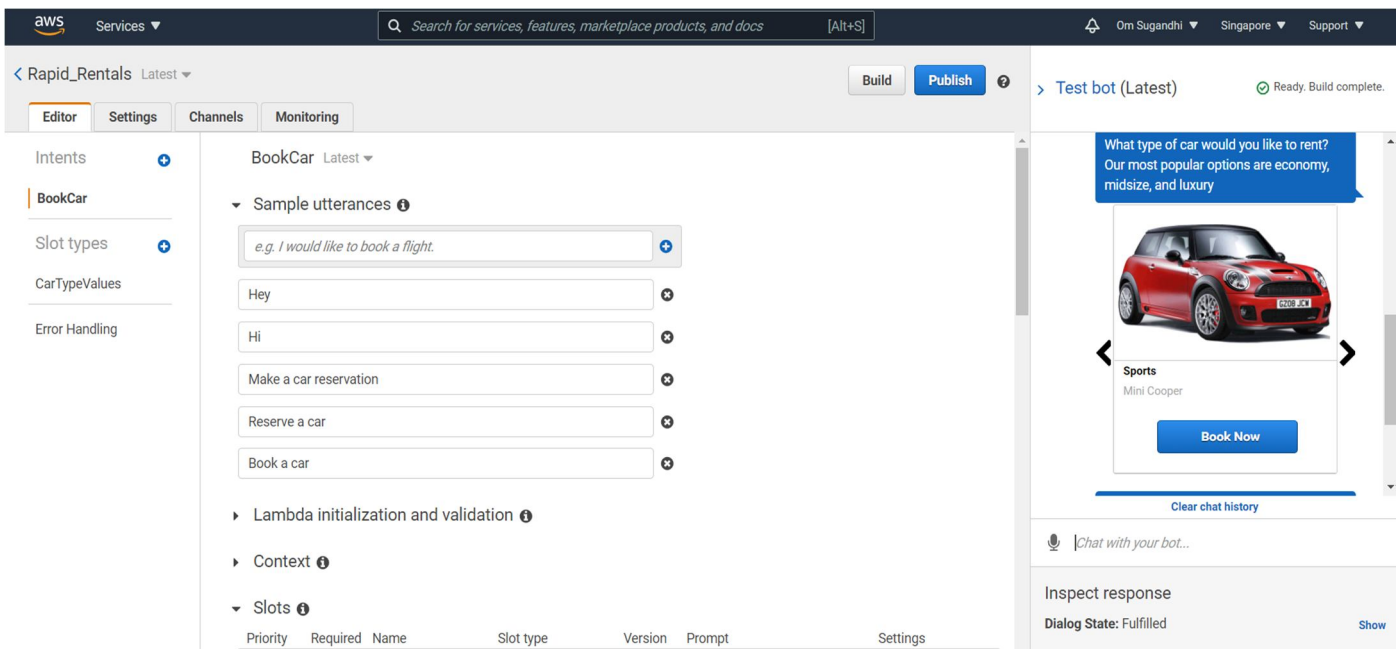 aws
Services ▼
Search for services, features, marketplace products, and docs [Alt+S]
Om Sugandhi ▼ Singapore ▼ Support ▼
Rapid_Rentals Latest
Build Publish
Editor Settings Channels Monitoring
Intents
BookCar
Slot types
CarTypeValues
Error Handling
BookCar Latest
Sample utterances
e.g. I would like to book a flight.
Hey
Hi
Make a car reservation
Reserve a car
Book a car
Lambda initialization and validation
Context
Slots
Priority Required Name Slot type Version Prompt Settings
Test bot (Latest)
Ready. Build complete.
What type of car would you like to rent?
Our most popular options are economy,
midsize, and luxury
GZ08 JCW
Sports
Mini Cooper
Book Now
Clear chat history
Chat with your bot...
Inspect response
Dialog State: Fulfilled
Show